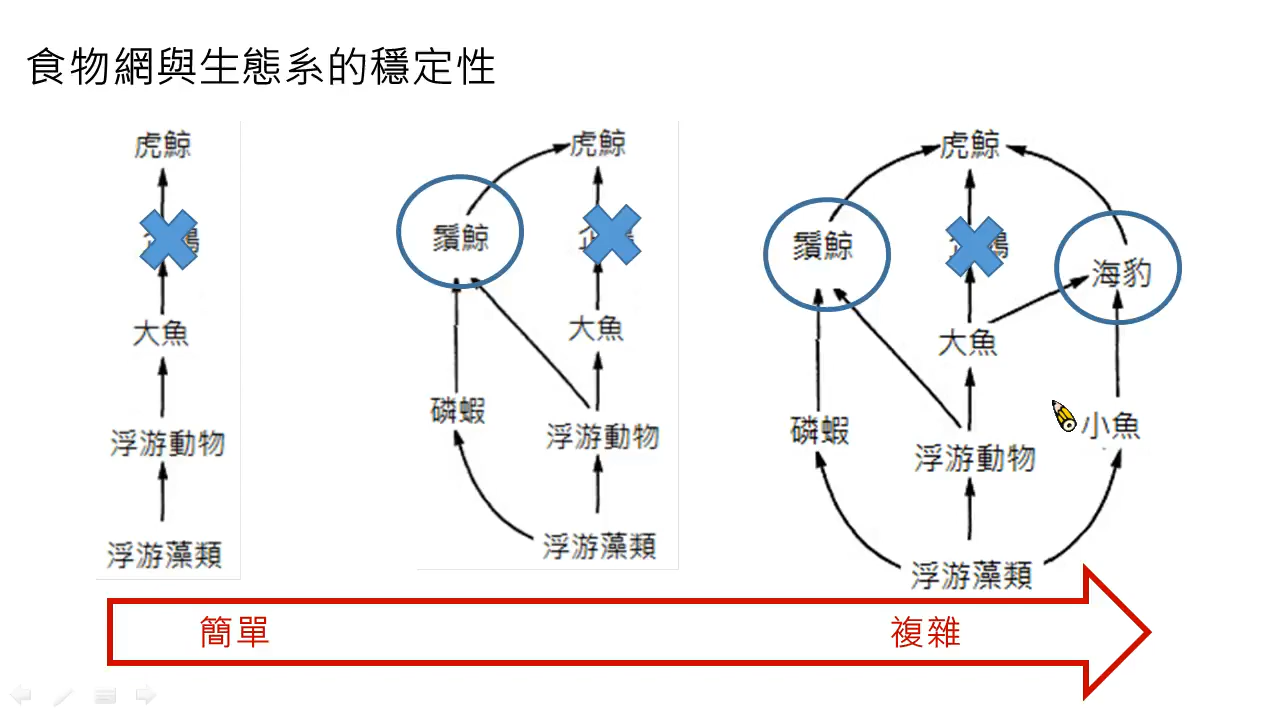 食物網與生態系的穩定性
虎鯨
大魚
浮游動物
浮游藻類
虎鯨
鬚鯨
大魚
磷蝦
浮游動物
浮游藻類
虎鯨
鬚鯨
海豹
大魚
磷蝦
小魚
浮游動物
浮游藻類
簡單
複雜